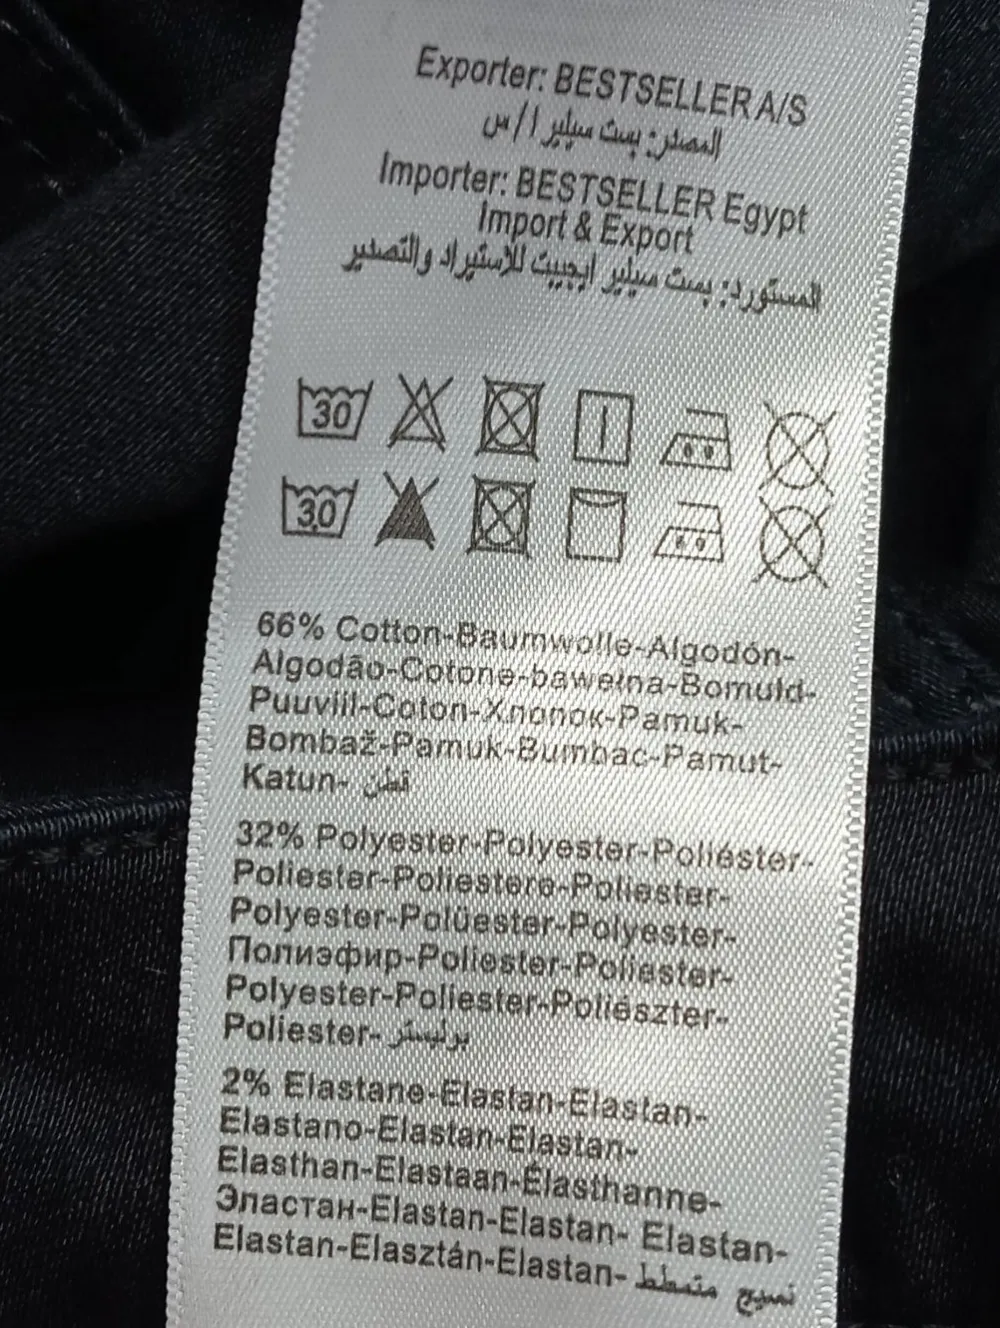 Exporter: BESTSELLER A/S
المصدر: بست سيلير ا/س
Importer: BESTSELLER Egypt
Import & Export
المستورد: بست سيلير ايجيبت للاستيراد والتصدير
30
30
66% Cotton-Baumwolle-Algodón-
Algodão-Cotone-bawełna-Bomuld-
Puuvill-Coton-Хлопок-Pamuk-
Bombaž-Pamuk-Bumbac-Pamut-
Katun- قطن
32% Polyester-Polyester-Poliéster-
Poliester-Poliestere-Poliester-
Polyester-Polüester-Polyester-
Полиэфир-Poliester-Poliester-
Polyester-Poliester-Poliészter-
Poliester- بوليستر
2% Elastane-Elastan-Elastan-
Elastano-Elastan-Elastan-
Elasthan-Elastaan-Élasthanne-
Эластан-Elastan-Elastan- Elastan-
Elastan-Elasztán-Elastan- نسيج متمطط